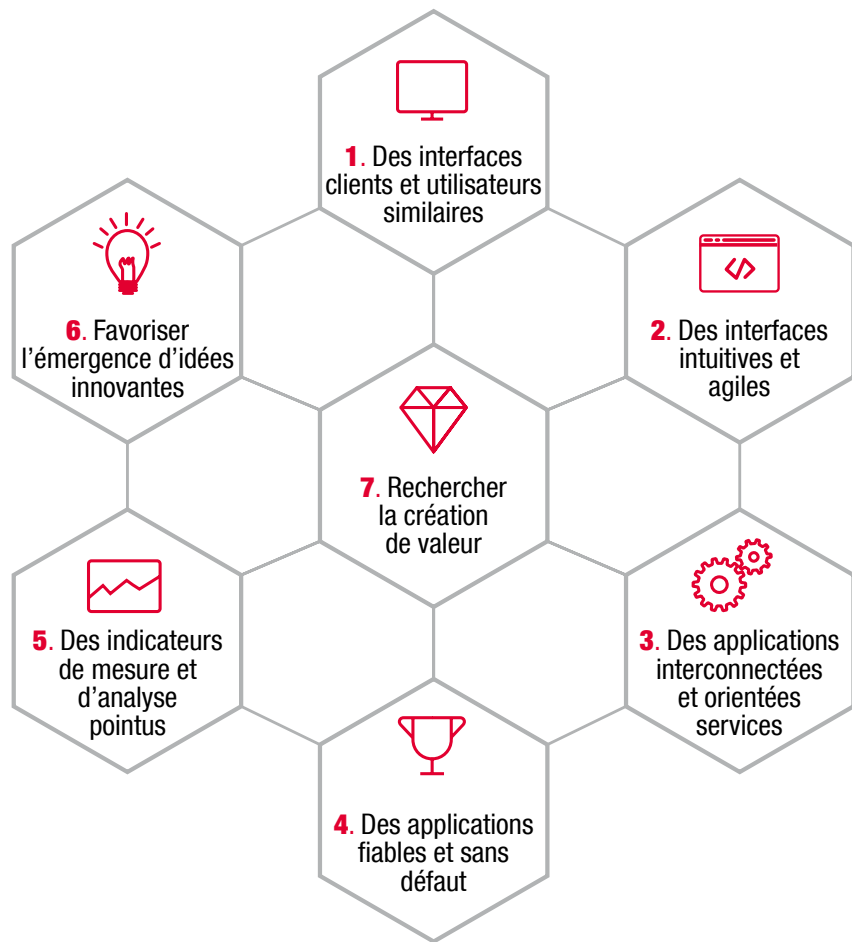 1. Des interfaces
clients et utilisateurs
similaires
2. Des interfaces
intuitives et
agiles
3. Des applications
interconnectées
et orientées
services
4. Des applications
fiables et sans
défaut
5. Des indicateurs
de mesure et
d’analyse
pointus
6. Favoriser
l’émergence d’idées
innovantes
7. Rechercher
la création
de valeur